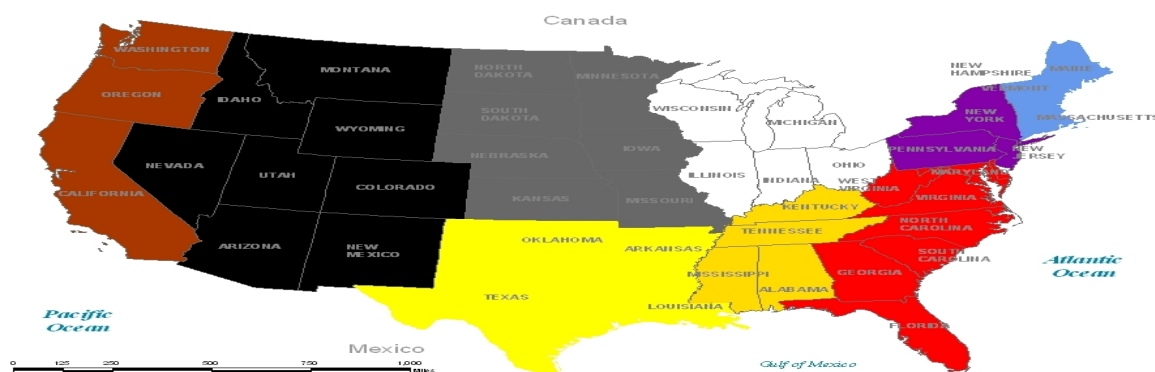 Canada
WASHINGTON
MONTANA
NORTH
DAKOTA
MINNESOTA
NEW
HAMPSHIRE
MAINE
VERMONT
OREGON
IDAHO
SOUTH
DAKOTA
WISCONSIN
MICHIGAN
NEW
YORK
MASSACHUSETTS
WYOMING
NEBRASKA
IOWA
PENNSYLVANIA
NEW
JERSEY
NEVADA
UTAH
COLORADO
ILLINOIS
INDIANA
OHIO
WEST
VIRGINIA
MARYLAND
CALIFORNIA
KANSAS
MISSOURI
KENTUCKY
VIRGINIA
ARIZONA
NEW
MEXICO
OKLAHOMA
ARKANSAS
TENNESSEE
NORTH
CAROLINA
SOUTH
CAROLINA
Atlantic
Ocean
TEXAS
MISSISSIPPI
ALABAMA
GEORGIA
LOUISIANA
FLORIDA
Pacific
Ocean
Mexico
Gulf of Mexico
0 125 250 500 750 1,000
Miles